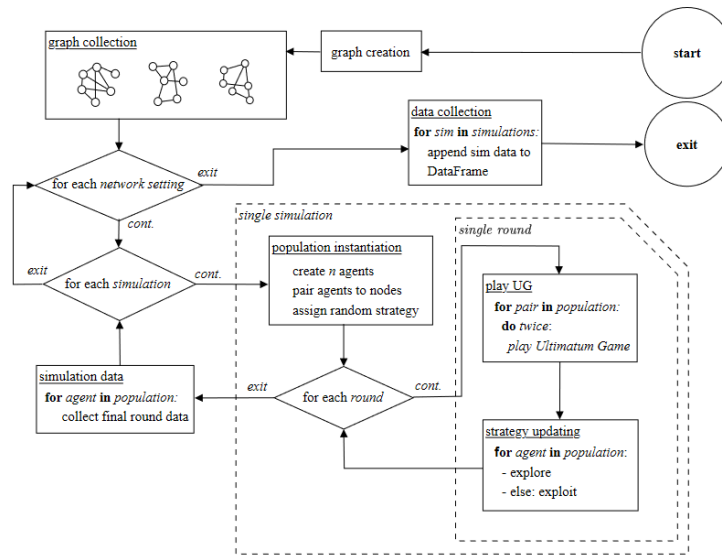 graph collection
graph creation
start
data collection
for sim in simulations:
append sim data to
DataFrame
exit
for each network setting
exit
cont.
single simulation
single round
population instantiation
create n agents
pair agents to nodes
assign random strategy
play UG
for pair in population:
do twice:
play Ultimatum Game
exit
for each simulation
cont.
simulation data
for agent in population:
collect final round data
exit
for each round
cont.
strategy updating
for agent in population:
- explore
- else: exploit